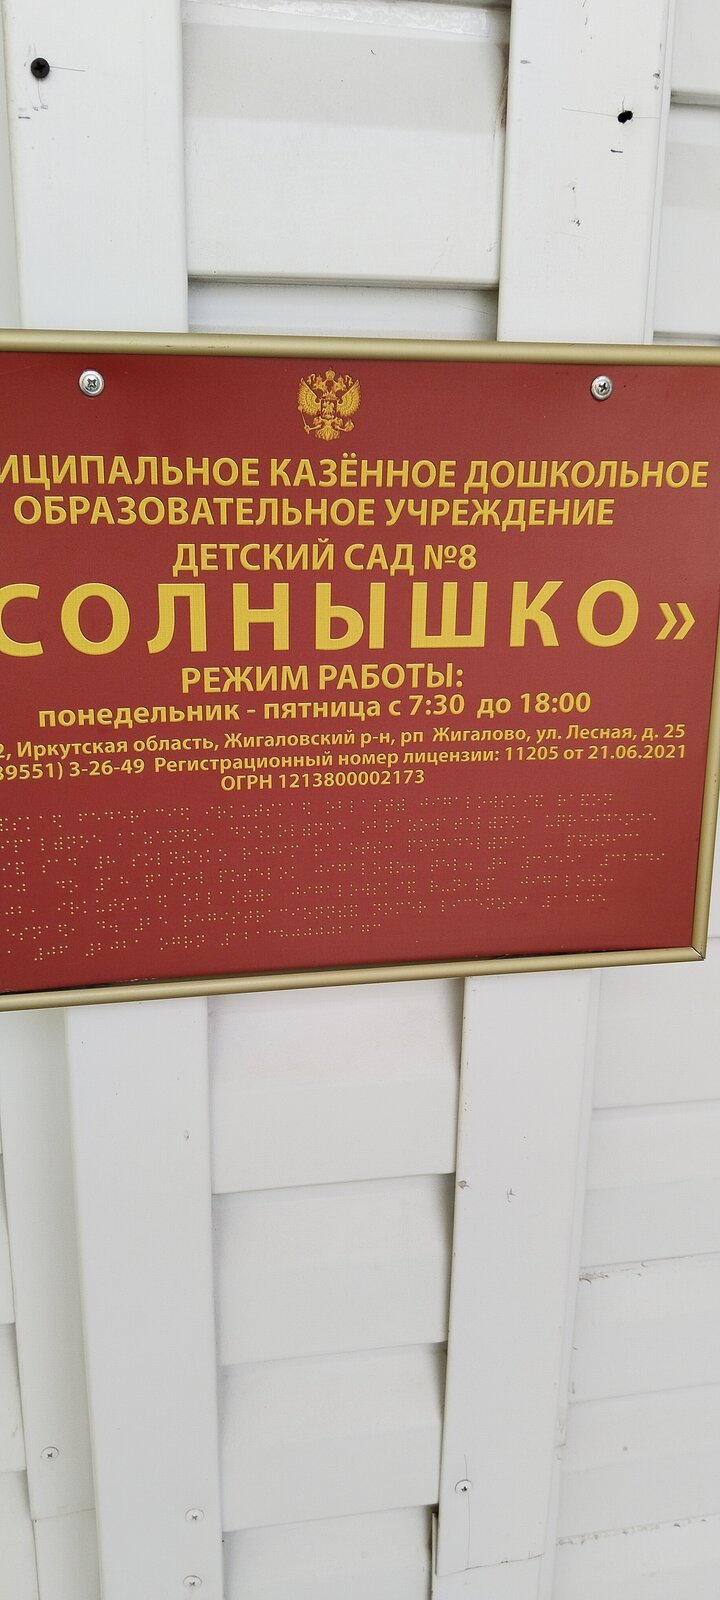 ИЦИПАЛЬНОЕ КАЗЁННОЕ ДОШКОЛЬНОЕ
ОБРАЗОВАТЕЛЬНОЕ УЧРЕЖДЕНИЕ
ДЕТСКИЙ САД №8
СОЛНЫШКО»
РЕЖИМ РАБОТЫ:
понедельник - пятница с 7:30 до 18:00
2, Иркутская область, Жигаловский р-н, рп Жигалово, ул. Лесная, д. 25
39551) 3-26-49 Регистрационный номер лицензии: 11205 от 21.06.2021
ОГРН 1213800002173